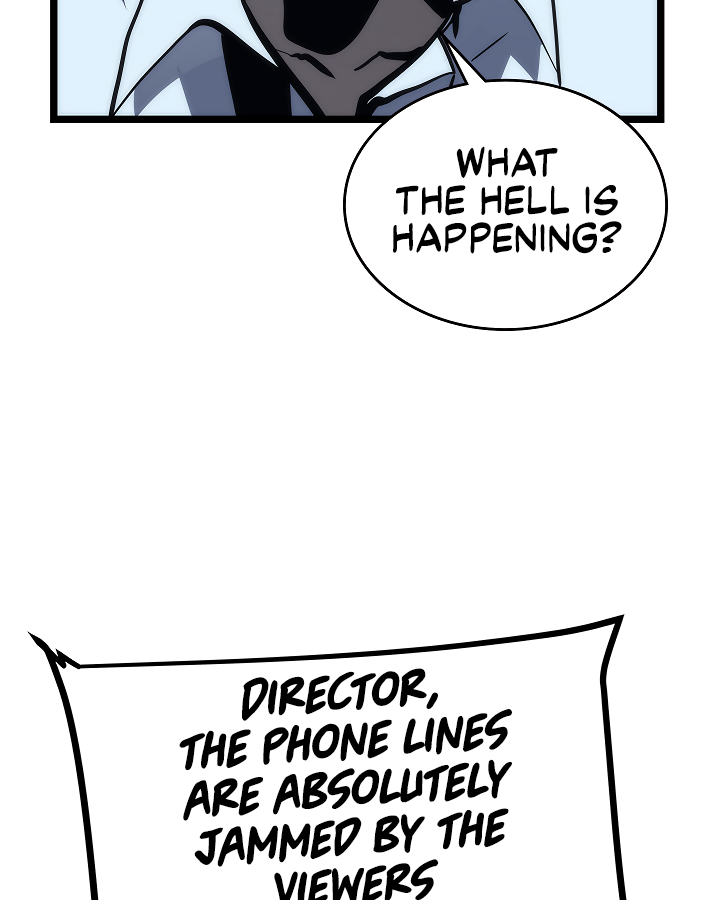 WHAT
THE HELL IS
HAPPENING?
DIRECTOR,
THE PHONE LINES
ARE ABSOLUTELY
JAMMED BY THE
VIEWERS